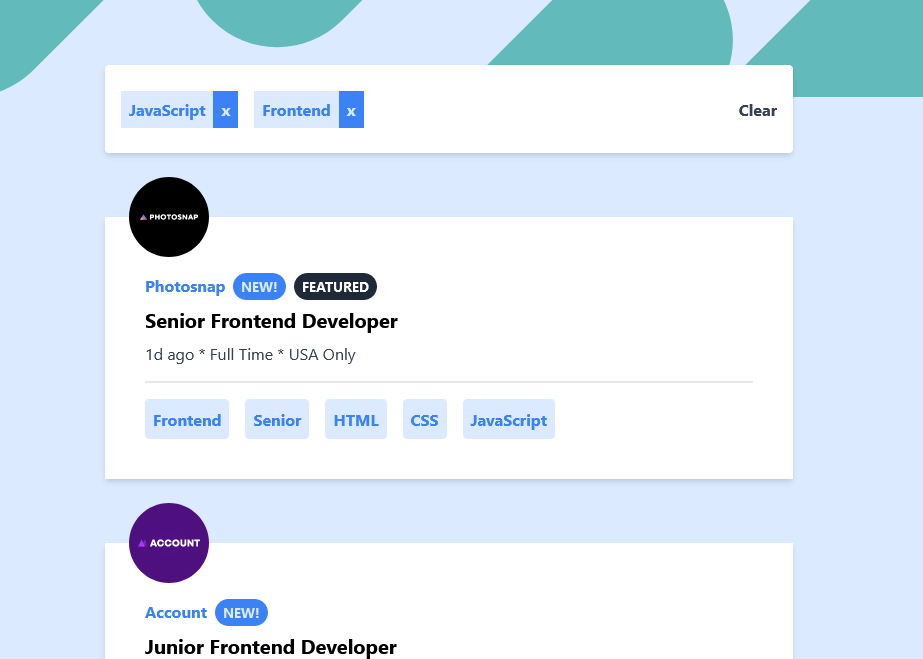 JavaScript x Frontend x Clear
PHOTOSNAP
Photosnap NEW! FEATURED
Senior Frontend Developer
1d ago * Full Time * USA Only
Frontend Senior HTML CSS JavaScript
ACCOUNT
Account NEW!
Junior Frontend Developer